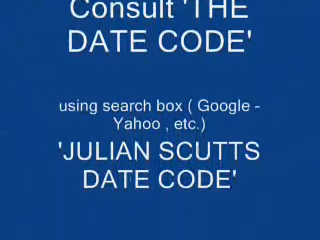 Consult 'THE
DATE CODE'
using search box ( Google -
Yahoo , etc.)
'JULIAN SCUTTS
DATE CODE'